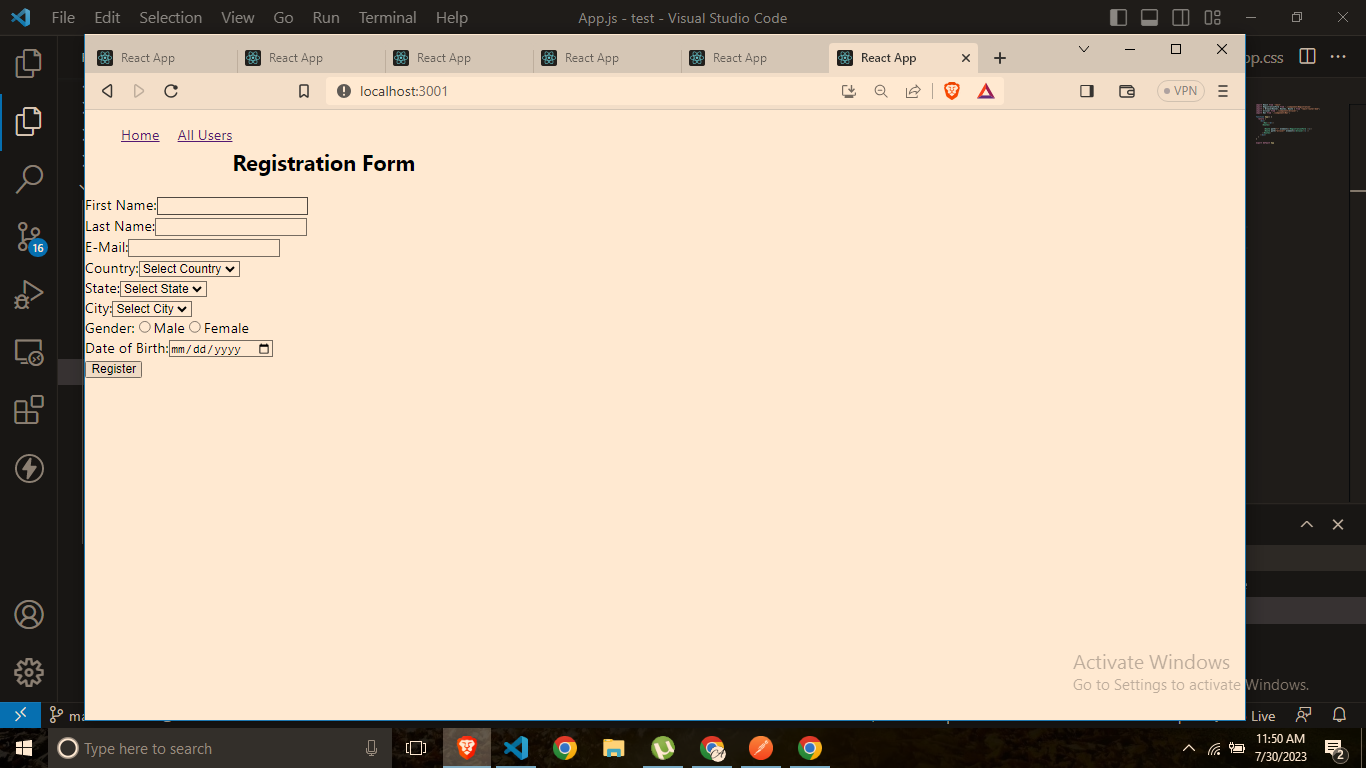 File Edit Selection View Go Run Terminal Help App.js - test - Visual Studio Code
React App React App React App React App React App React App
pp.css
localhost:3001
VPN
Home All Users
Registration Form
First Name:
Last Name:
E-Mail:
Country: Select Country
State: Select State
City: Select City
Gender: Male Female
Date of Birth: mm/dd/yyyy
Register
16
Activate Windows
Go to Settings to activate Windows.
ma
Live
Type here to search
11:50 AM
7/30/2023
2